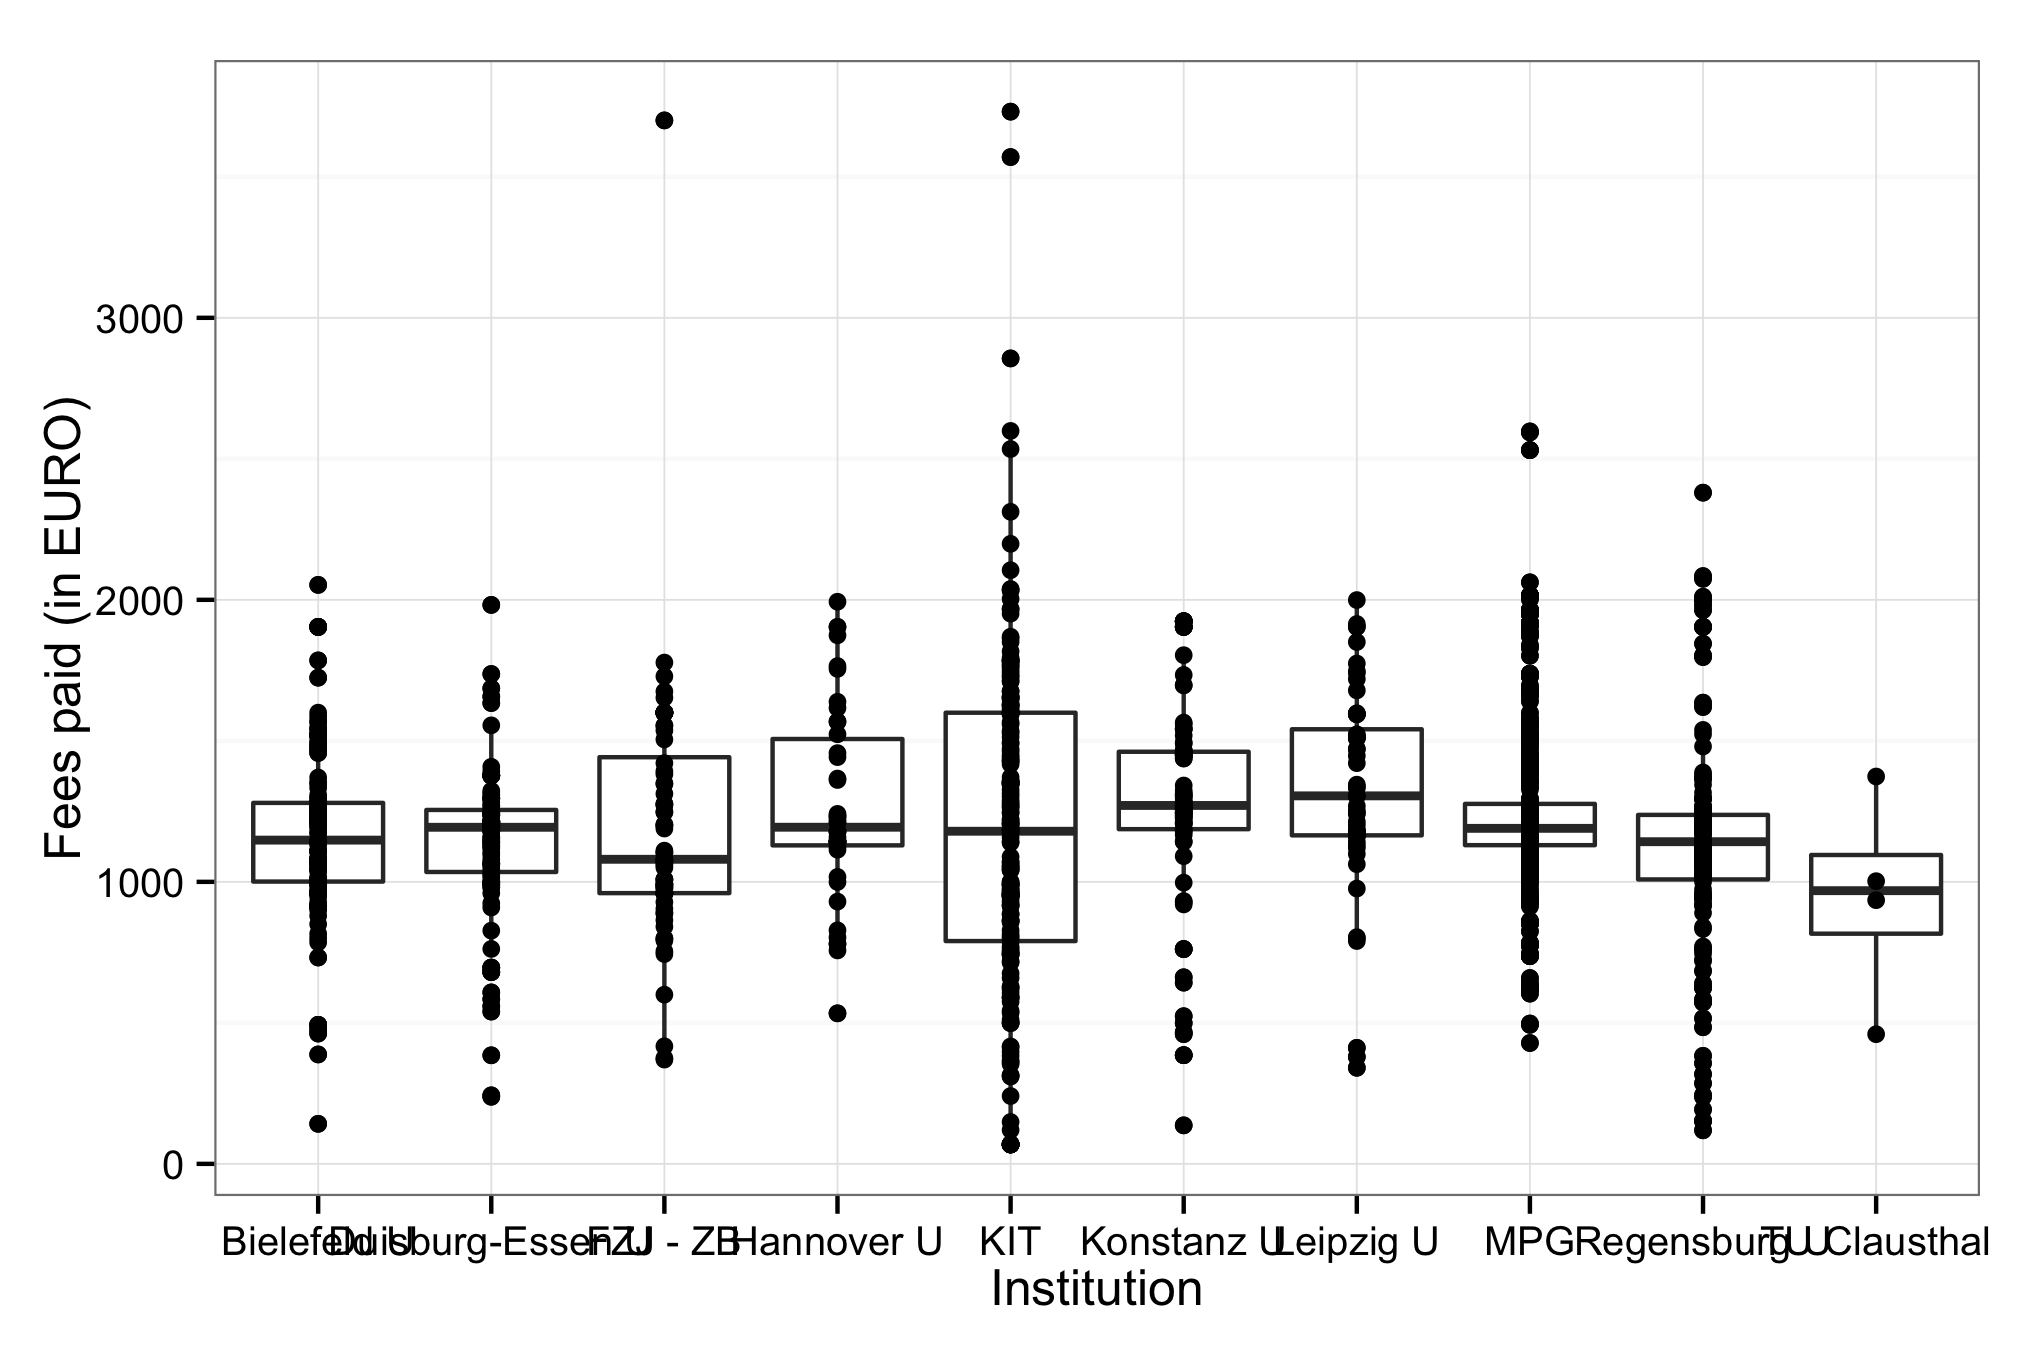 3000
2000
1000
0
Fees paid (in EURO)
Bielefeld U Duisburg-Essen U FZJ - ZB Hannover U KIT Konstanz U Leipzig U MPG Regensburg U TU Clausthal
Institution